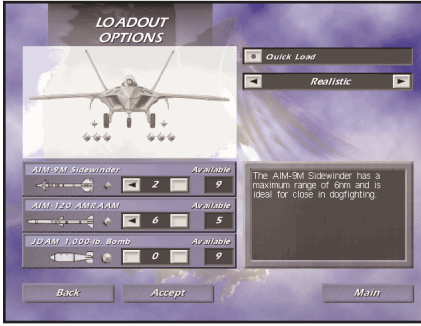 LOADOUT
OPTIONS
Quick Load
Realistic
AIM-9M Sidewinder Available
2 9
AIM-120 AMRAAM Available
6 5
JDAM 1,000-lb. Bomb Available
0 9
The AIM-9M Sidewinder has a
maximum range of 6nm and is
ideal for close in dogfighting.
Back Accept Main